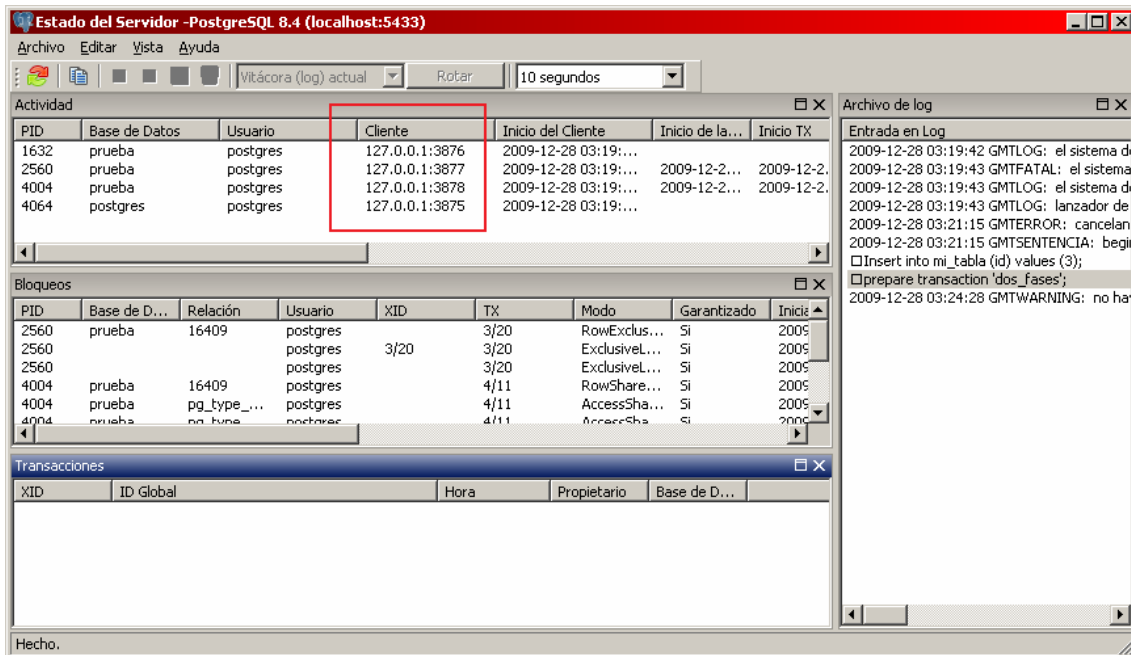 Estado del Servidor -PostgreSQL 8.4 (localhost:5433)
Archivo Editar Vista Ayuda
Vitácora (log) actual Rotar 10 segundos
Actividad
PID Base de Datos Usuario Cliente Inicio del Cliente Inicio de la... Inicio TX
1632 prueba postgres 127.0.0.1:3876 2009-12-28 03:19:...
2560 prueba postgres 127.0.0.1:3877 2009-12-28 03:19:... 2009-12-2... 2009-12-2.
4004 prueba postgres 127.0.0.1:3878 2009-12-28 03:19:... 2009-12-2... 2009-12-2.
4064 postgres postgres 127.0.0.1:3875 2009-12-28 03:19:...
Bloqueos
PID Base de D... Relación Usuario XID TX Modo Garantizado Inicia
2560 prueba 16409 postgres 3/20 RowExclus... Si 2009
2560 postgres 3/20 3/20 ExclusiveL... Si 2009
2560 postgres 3/20 ExclusiveL... Si 2009
4004 prueba 16409 postgres 4/11 RowShare... Si 2009
4004 prueba pg_type_... postgres 4/11 AccessSha... Si 2009
4004 prueba pg_type postgres 4/11 AccessSha Si 2009
Transacciones
XID ID Global Hora Propietario Base de D...
Archivo de log
Entrada en Log
2009-12-28 03:19:42 GMTLOG: el sistema de
2009-12-28 03:19:43 GMTFATAL: el sistema
2009-12-28 03:19:43 GMTLOG: el sistema de
2009-12-28 03:19:43 GMTLOG: lanzador de
2009-12-28 03:21:15 GMTERROR: cancelan
2009-12-28 03:21:15 GMTSENTENCIA: begi
Insert into mi_tabla (id) values (3);
prepare transaction 'dos_fases';
2009-12-28 03:24:28 GMTWARNING: no ha
Hecho.